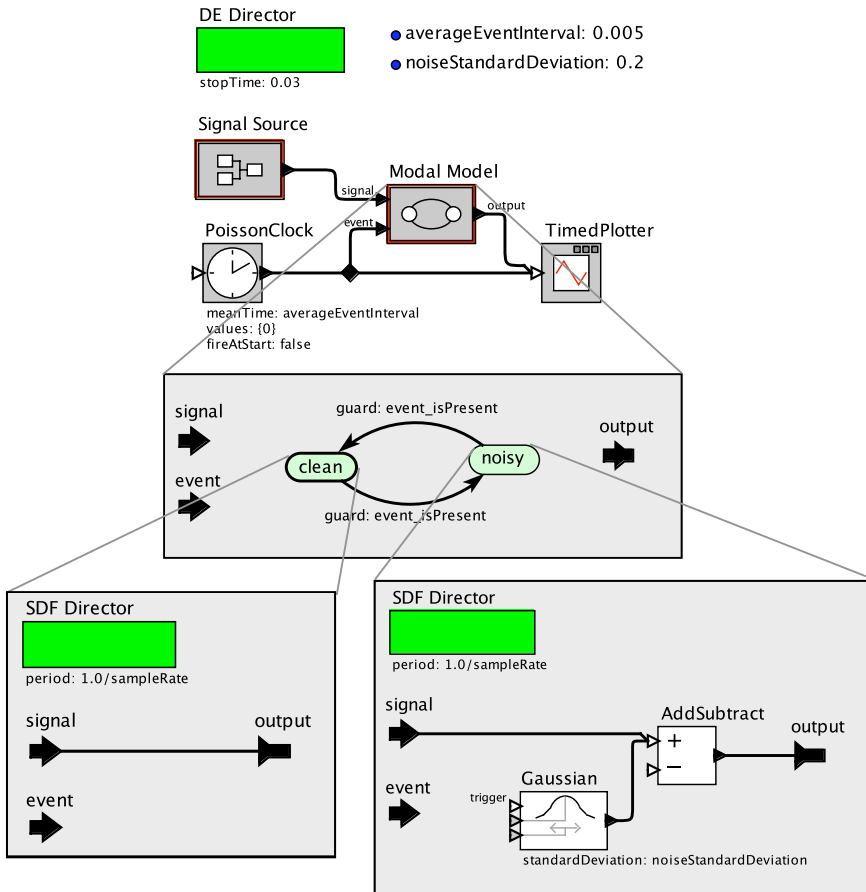 DE Director
averageEventInterval: 0.005
noiseStandardDeviation: 0.2
stopTime: 0.03
Signal Source
Modal Model
signal
output
event
PoissonClock
TimedPlotter
meanTime: averageEventInterval
values: {0}
fireAtStart: false
signal
guard: event_isPresent
output
clean
noisy
event
guard: event_isPresent
SDF Director
period: 1.0/sampleRate
signal
output
event
SDF Director
period: 1.0/sampleRate
signal
AddSubtract
output
+
−
event
Gaussian
trigger
standardDeviation: noiseStandardDeviation